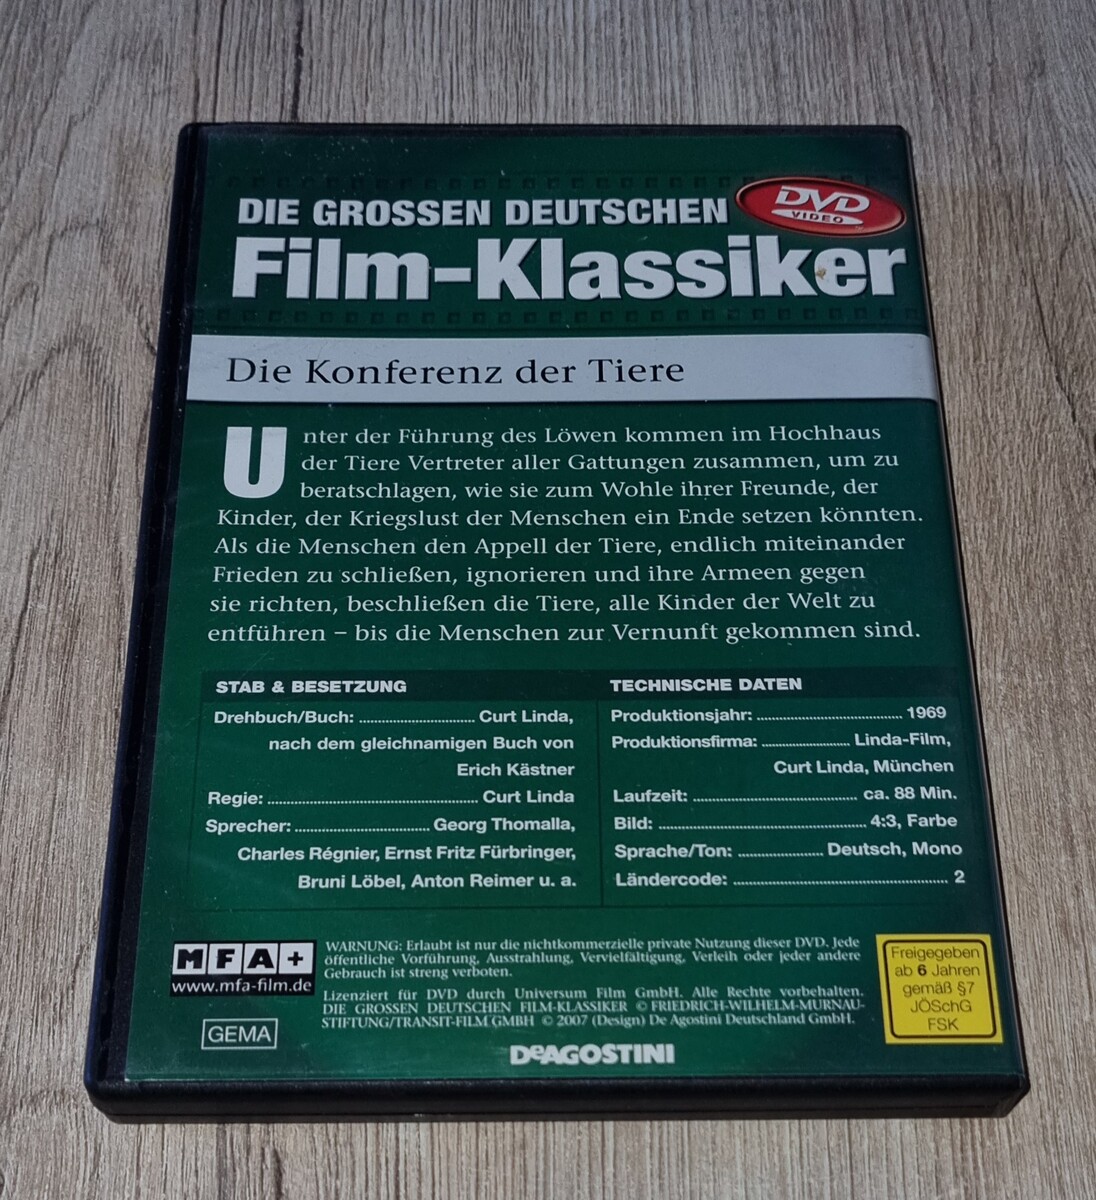 DIE GROSSEN DEUTSCHEN
DVD
VIDEO
Film-Klassiker
Die Konferenz der Tiere
Unter der Führung des Löwen kommen im Hochhaus
der Tiere Vertreter aller Gattungen zusammen, um zu
beratschlagen, wie sie zum Wohle ihrer Freunde, der
Kinder, der Kriegslust der Menschen ein Ende setzen könnten.
Als die Menschen den Appell der Tiere, endlich miteinander
Frieden zu schließen, ignorieren und ihre Armeen gegen
sie richten, beschließen die Tiere, alle Kinder der Welt zu
entführen – bis die Menschen zur Vernunft gekommen sind.
STAB & BESETZUNG
Drehbuch/Buch: ........................ Curt Linda,
nach dem gleichnamigen Buch von
Erich Kästner
Regie: ........................ Curt Linda
Sprecher: ........................ Georg Thomalla,
Charles Régnier, Ernst Fritz Fürbringer,
Bruni Löbel, Anton Reimer u. a.
TECHNISCHE DATEN
Produktionsjahr: ........................ 1969
Produktionsfirma: ........................ Linda-Film,
Curt Linda, München
Laufzeit: ........................ ca. 88 Min.
Bild: ........................ 4:3, Farbe
Sprache/Ton: ........................ Deutsch, Mono
Ländercode: ........................ 2
MFA+
www.mfa-film.de
GEMA
WARNUNG: Erlaubt ist nur die nichtkommerzielle private Nutzung dieser DVD. Jede
öffentliche Vorführung, Ausstrahlung, Vervielfältigung, Verleih oder jeder andere
Gebrauch ist streng verboten.
Lizenziert für DVD durch Universum Film GmbH. Alle Rechte vorbehalten.
DIE GROSSEN DEUTSCHEN FILM-KLASSIKER © FRIEDRICH-WILHELM-MURNAU-
STIFTUNG/TRANSIT-FILM GMBH © 2007 (Design) De Agostini Deutschland GmbH.
DeAGOSTINI
Freigegeben
ab 6 Jahren
gemäß §7
JÖSchG
FSK